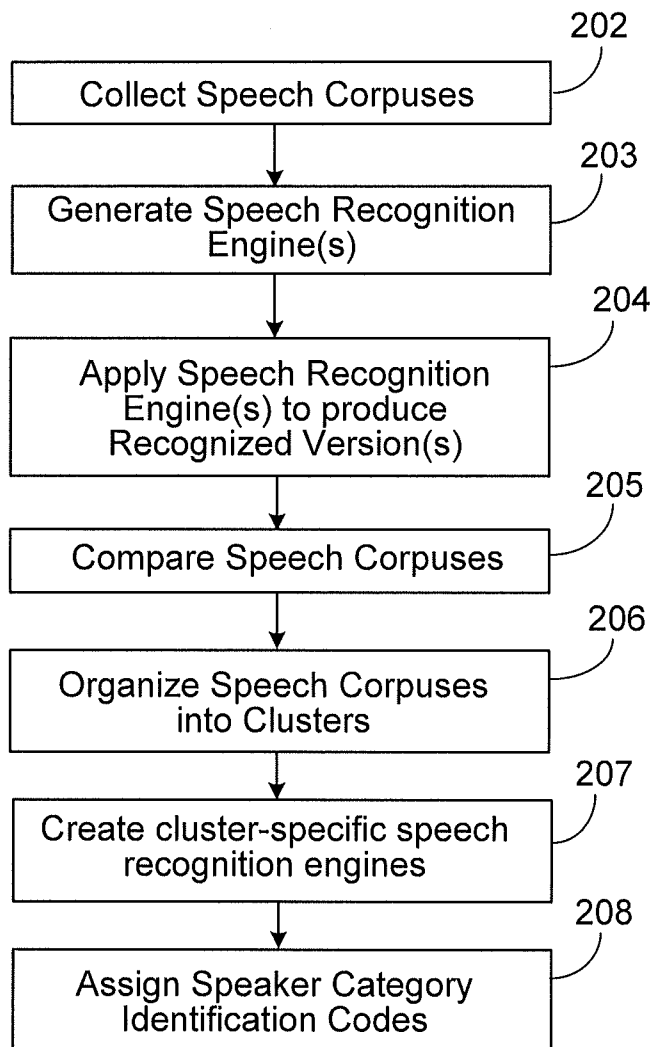 202
Collect Speech Corpuses
203
Generate Speech Recognition
Engine(s)
204
Apply Speech Recognition
Engine(s) to produce
Recognized Version(s)
205
Compare Speech Corpuses
206
Organize Speech Corpuses
into Clusters
207
Create cluster-specific speech
recognition engines
208
Assign Speaker Category
Identification Codes